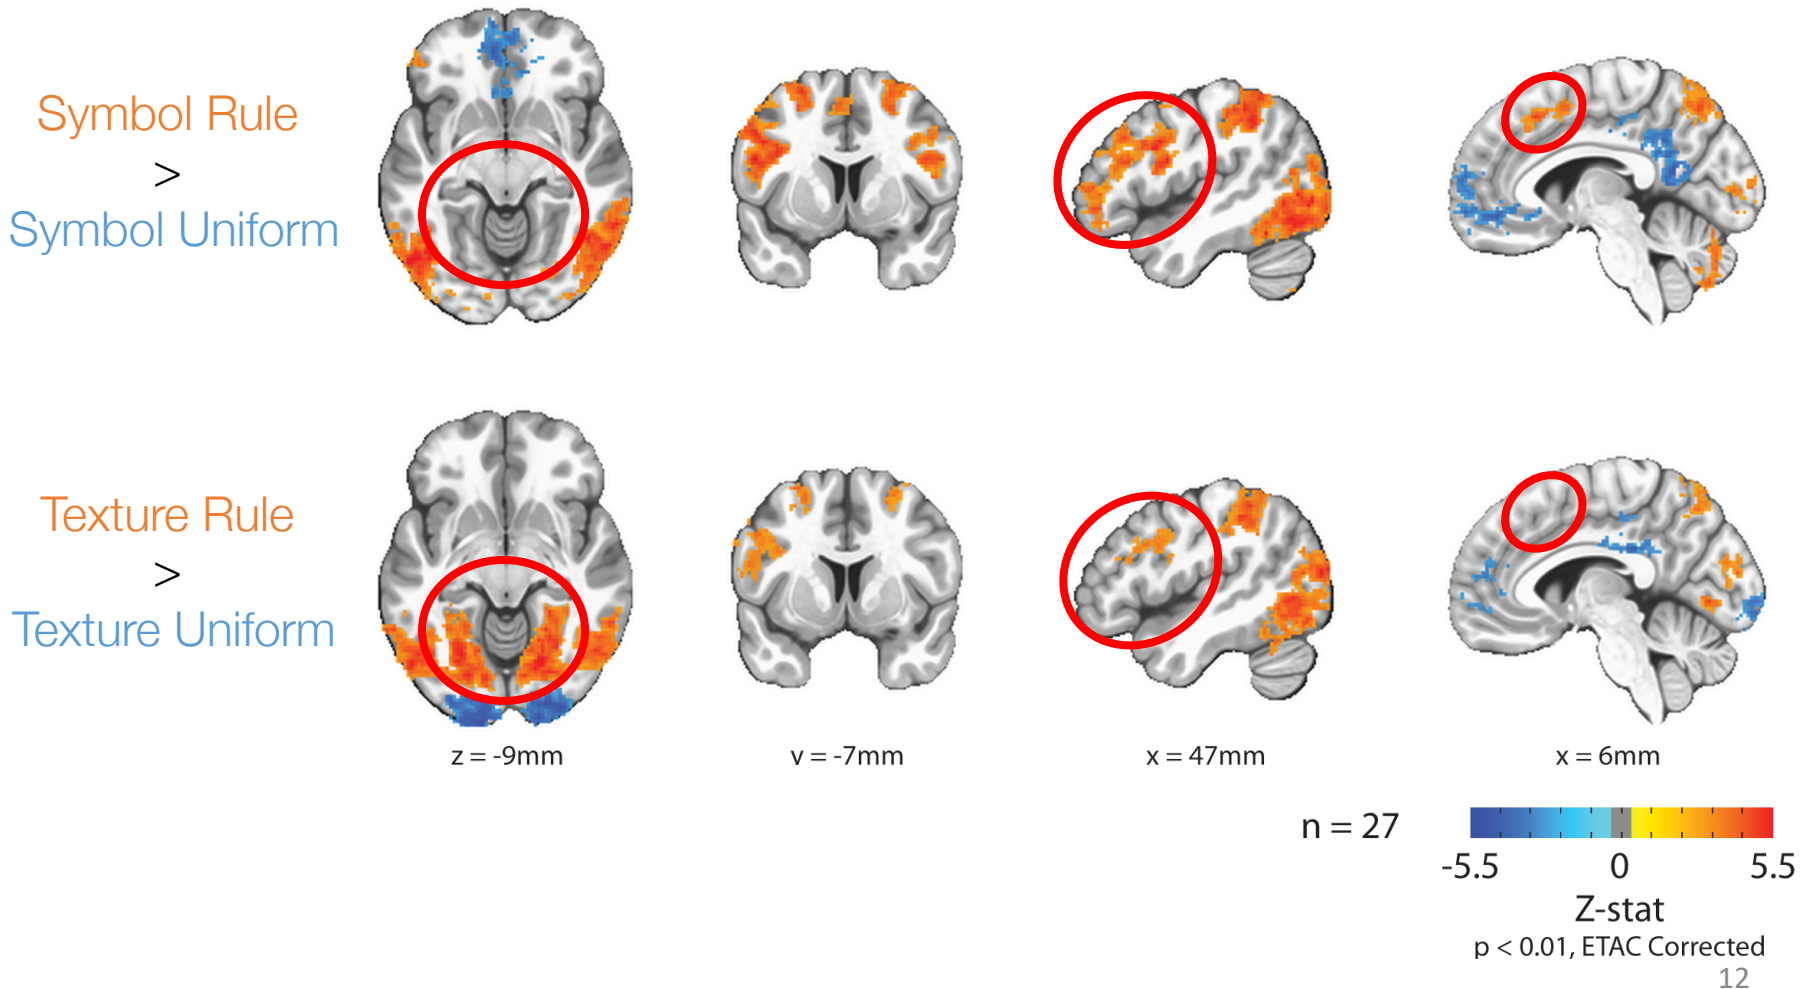 Symbol Rule
>
Symbol Uniform
Texture Rule
>
Texture Uniform
z = -9mm
v = -7mm
x = 47mm
x = 6mm
n = 27
-5.5 0 5.5
Z-stat
p < 0.01, ETAC Corrected
12